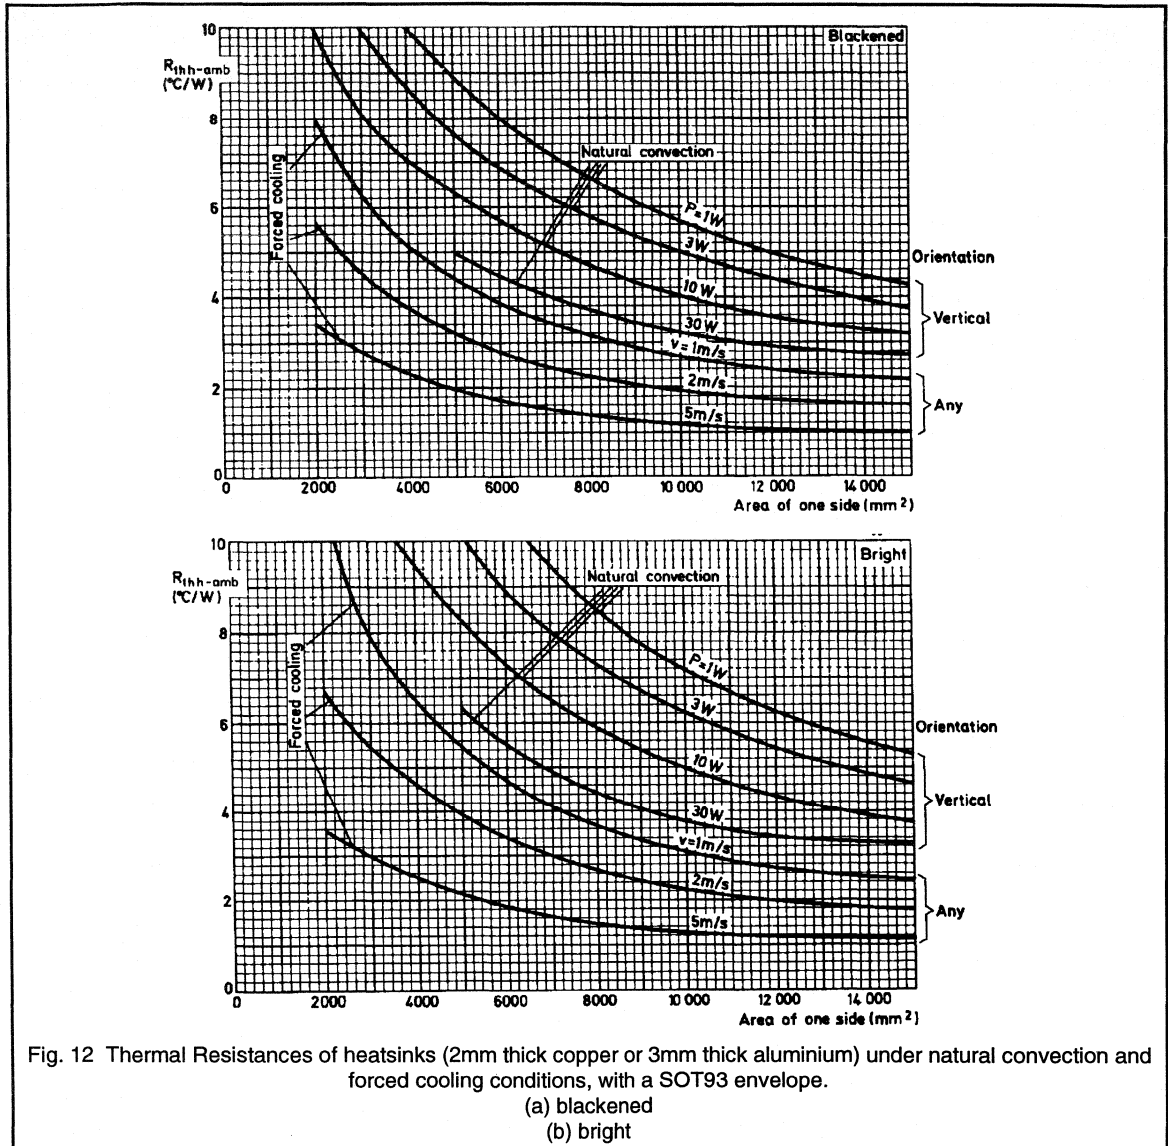 Blackened
10
R thh-amb
(°C/W)
8
6
4
2
0
Forced cooling
Natural convection
P=1W
3W
10W
30W
v=1m/s
2m/s
5m/s
Orientation
Vertical
Any
0 2000 4000 6000 8000 10 000 12 000 14 000
Area of one side (mm²)
Bright
10
R thh-amb
(°C/W)
8
6
4
2
0
Forced cooling
Natural convection
P=1W
3W
10W
30W
v=1m/s
2m/s
5m/s
Orientation
Vertical
Any
0 2000 4000 6000 8000 10 000 12 000 14 000
Area of one side (mm²)
Fig. 12 Thermal Resistances of heatsinks (2mm thick copper or 3mm thick aluminium) under natural convection and
forced cooling conditions, with a SOT93 envelope.
(a) blackened
(b) bright